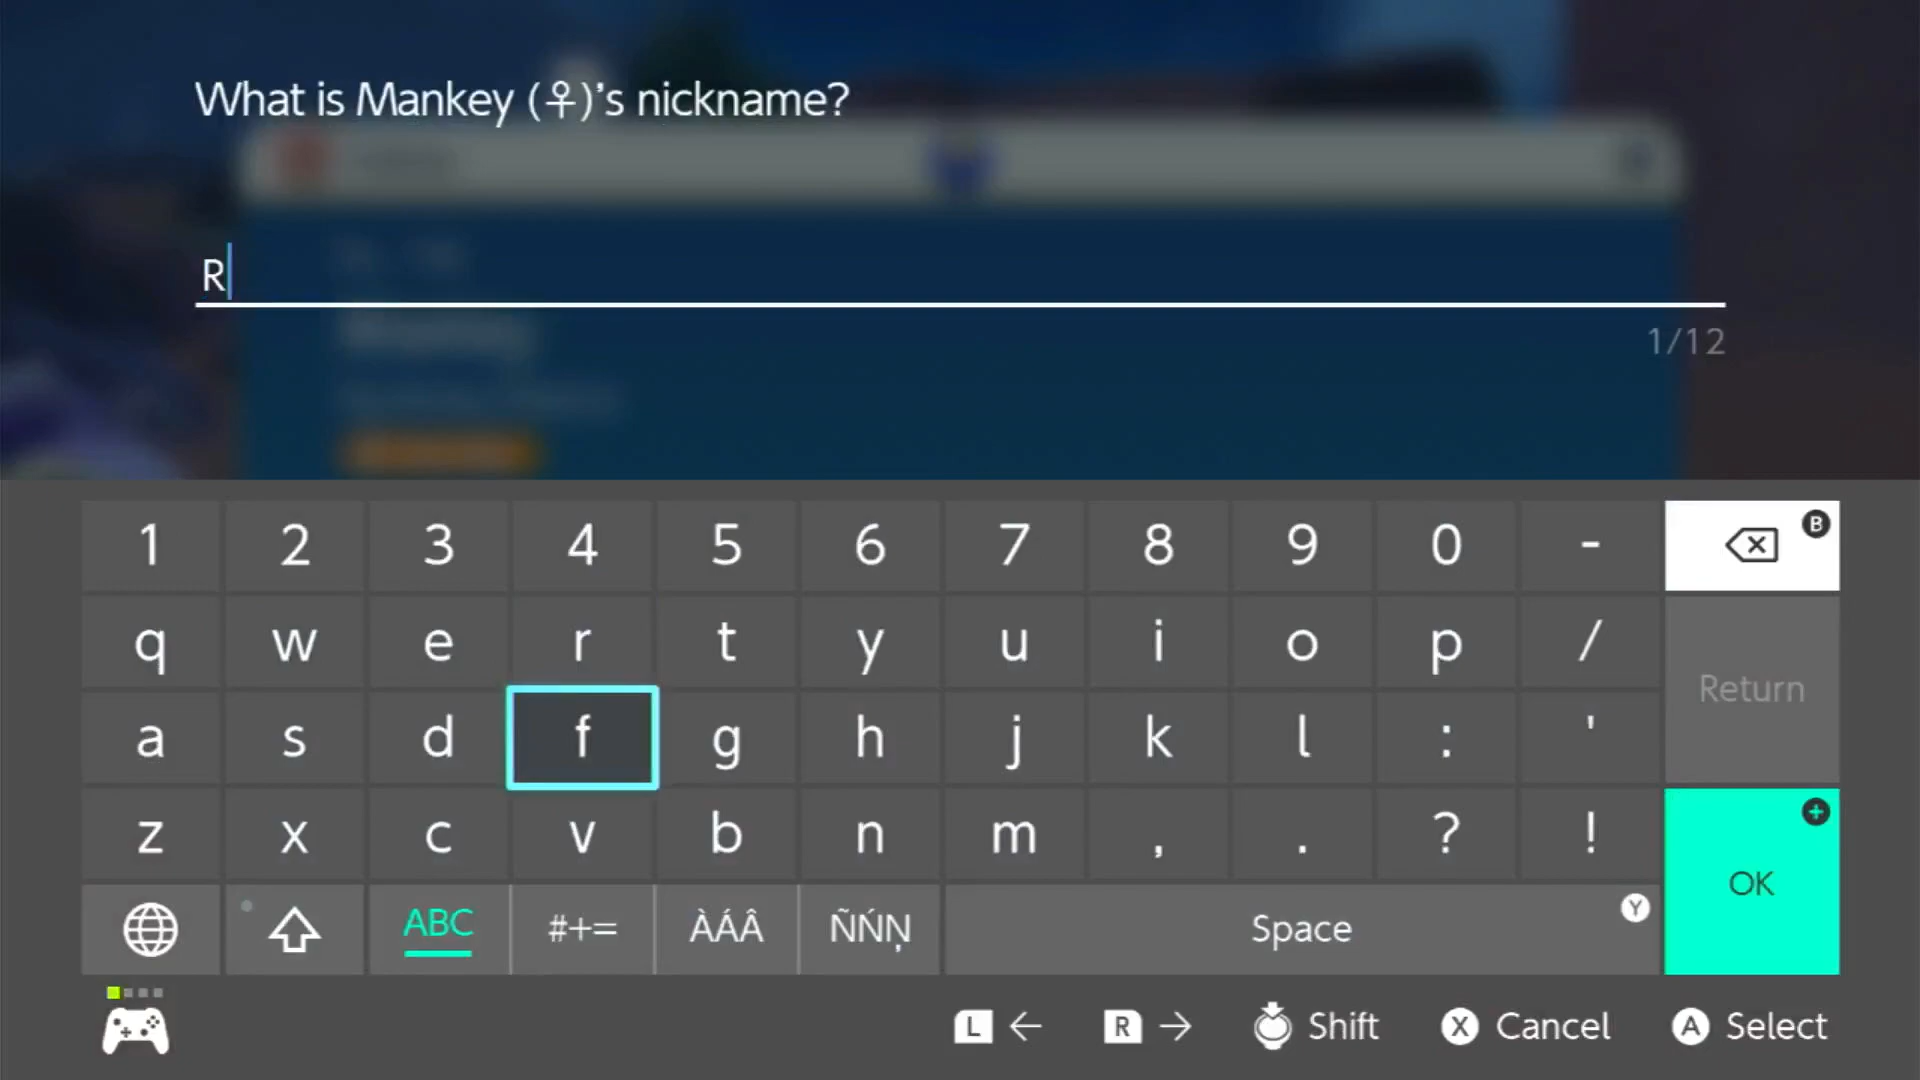 What is Mankey (♀)'s nickname?
R
1/12
1 2 3 4 5 6 7 8 9 0 - B
q w e r t y u i o p /
Return
a s d f g h j k l : '
z x c v b n m , . ? ! +
OK
ABC #+= ÀÁÂ ÑŃŅ Space Y
L ← R → Shift X Cancel A Select